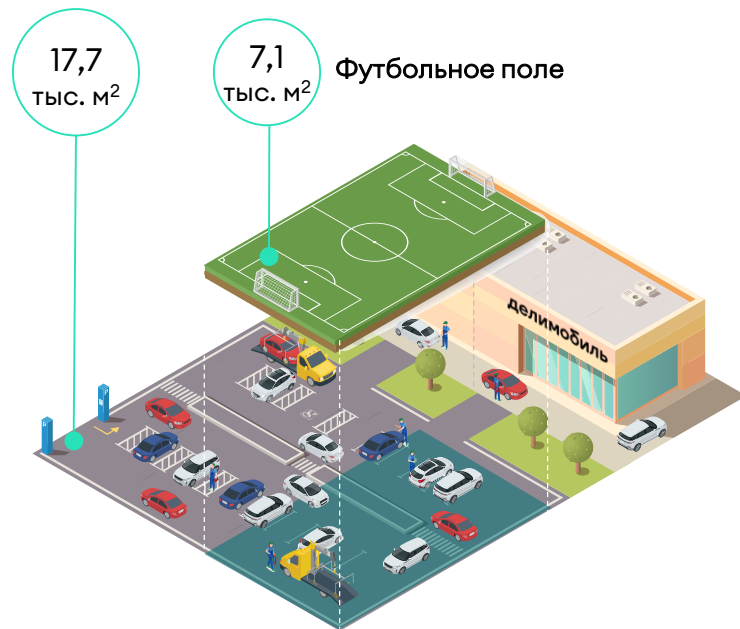 17,7
тыс. м²
7,1
тыс. м²
Футбольное поле
делимобиль